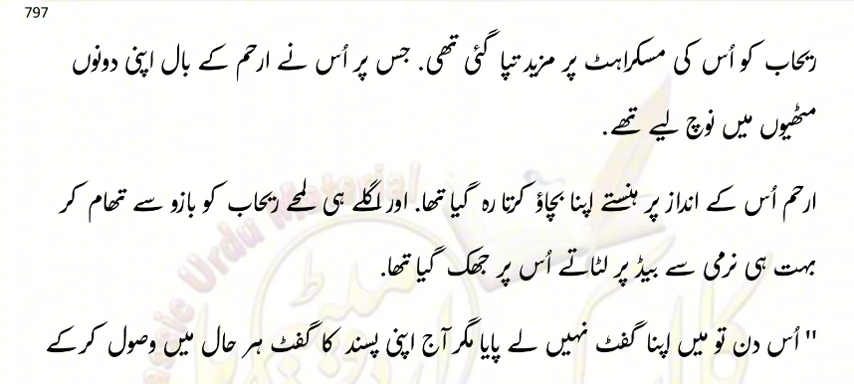 797
ریحاب کو اُس کی مسکراہٹ پر مزید تپا گئی تھی. جس پر اُس نے ارحم کے بال اپنی دونوں
مٹھیوں میں نوچ لیے تھے.
ارحم اُس کے انداز پر ہنستے اپنا بچاؤ کرتا رہ گیا تھا. اور اگلے ہی لمحے ریحاب کو بازو سے تھام کر
بہت ہی نرمی سے بیڈ پر لٹاتے اُس پر جھک گیا تھا.
" اُس دن تو میں اپنا گفٹ نہیں لے پایا مگر آج اپنی پسند کا گفٹ ہر حال میں وصول کرکے